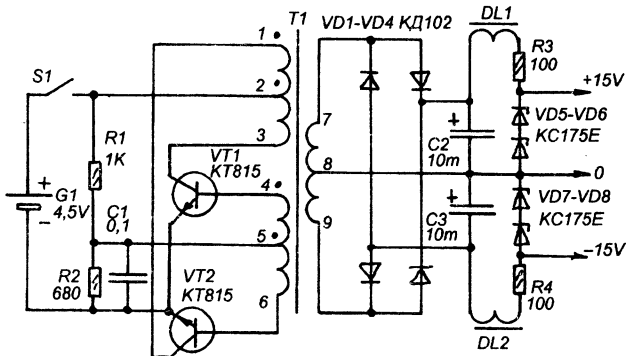 T1
VD1-VD4 КД102
DL1
1
S1
2
R3
100
+15V
R1
1K
3
7
VD5-VD6
KC175E
VT1
KT815
C2
10m
+
G1
4,5V
+
−
C1
0,1
4
8
0
5
9
C3
10m
+
VD7-VD8
KC175E
R2
680
VT2
KT815
6
−15V
R4
100
DL2